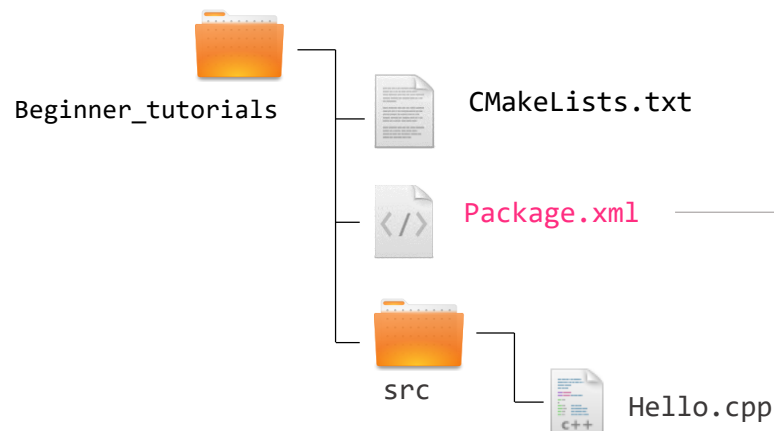 Beginner_tutorials
CMakeLists.txt
</>
Package.xml
src
C++
Hello.cpp